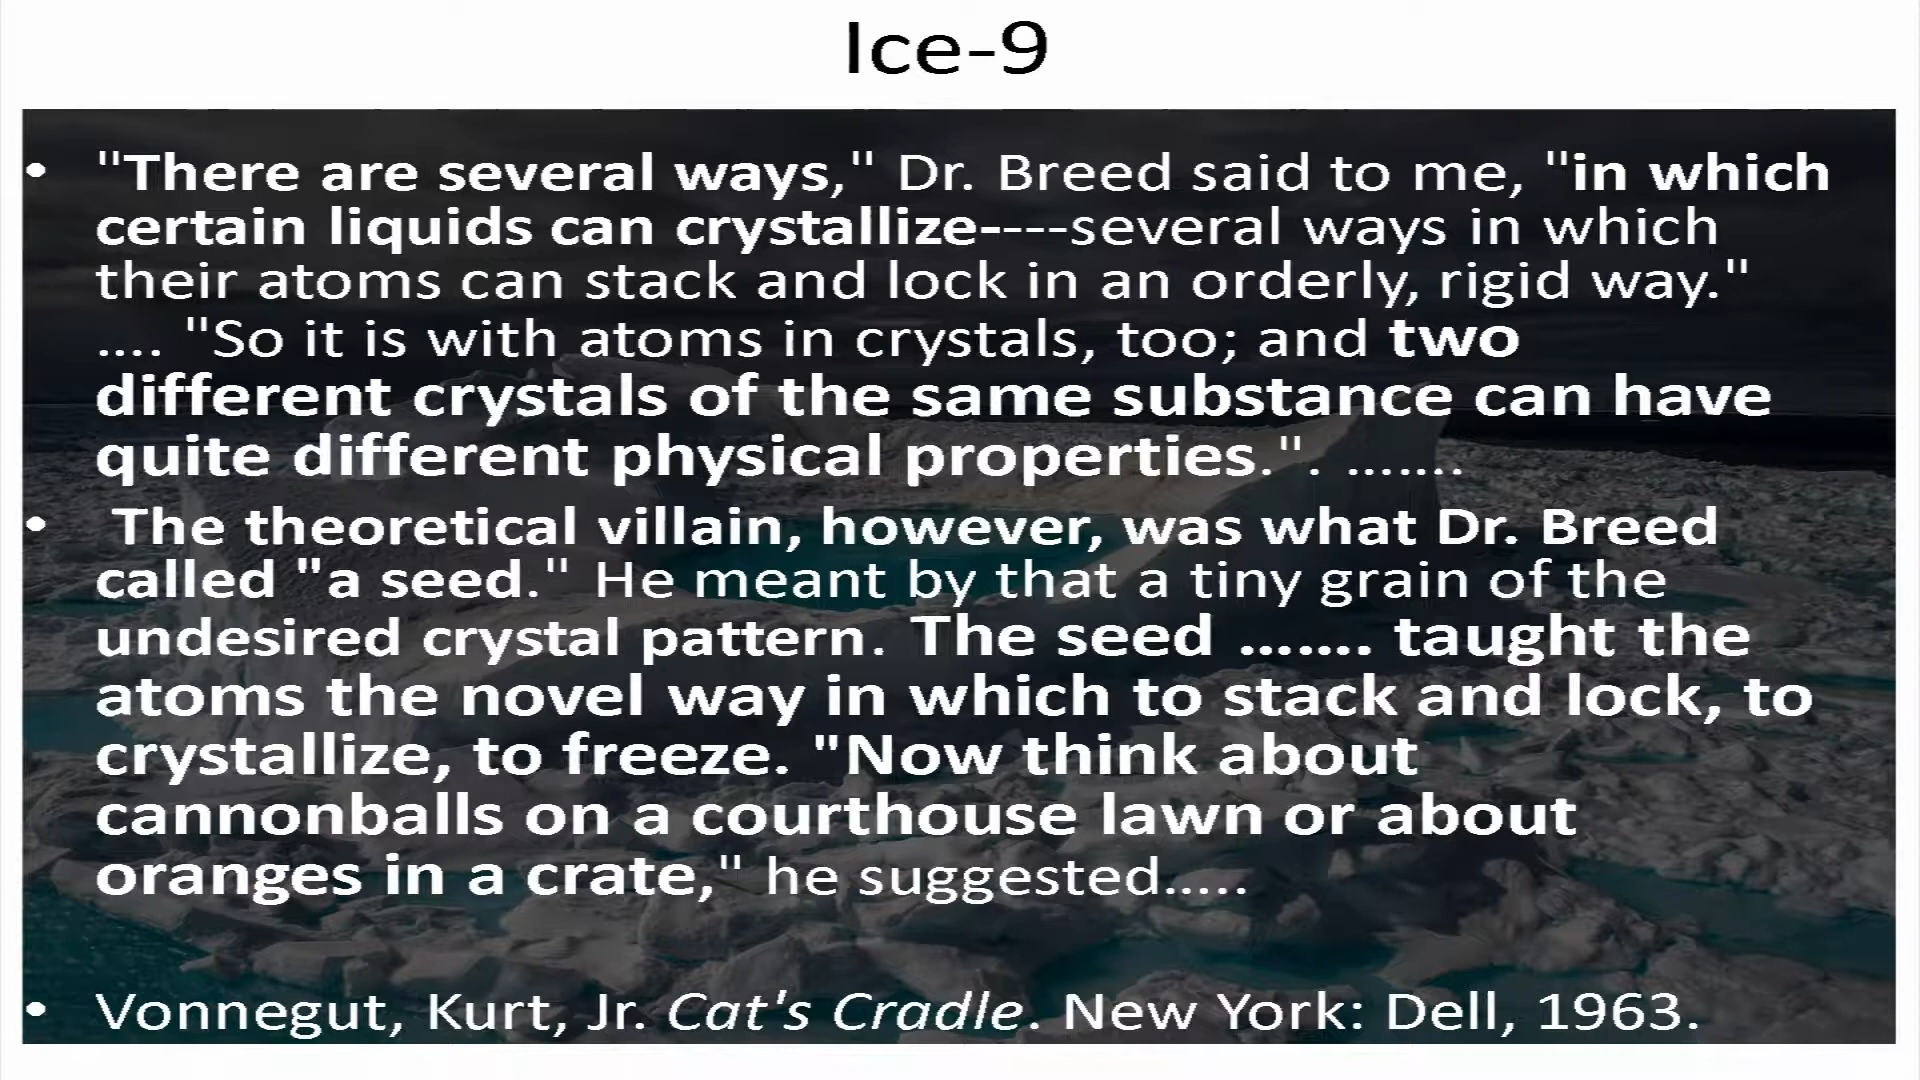 Ice-9
• "There are several ways," Dr. Breed said to me, "in which
certain liquids can crystallize----several ways in which
their atoms can stack and lock in an orderly, rigid way."
.... "So it is with atoms in crystals, too; and two
different crystals of the same substance can have
quite different physical properties.". .......
• The theoretical villain, however, was what Dr. Breed
called "a seed." He meant by that a tiny grain of the
undesired crystal pattern. The seed ....... taught the
atoms the novel way in which to stack and lock, to
crystallize, to freeze. "Now think about
cannonballs on a courthouse lawn or about
oranges in a crate," he suggested.....
• Vonnegut, Kurt, Jr. Cat's Cradle. New York: Dell, 1963.